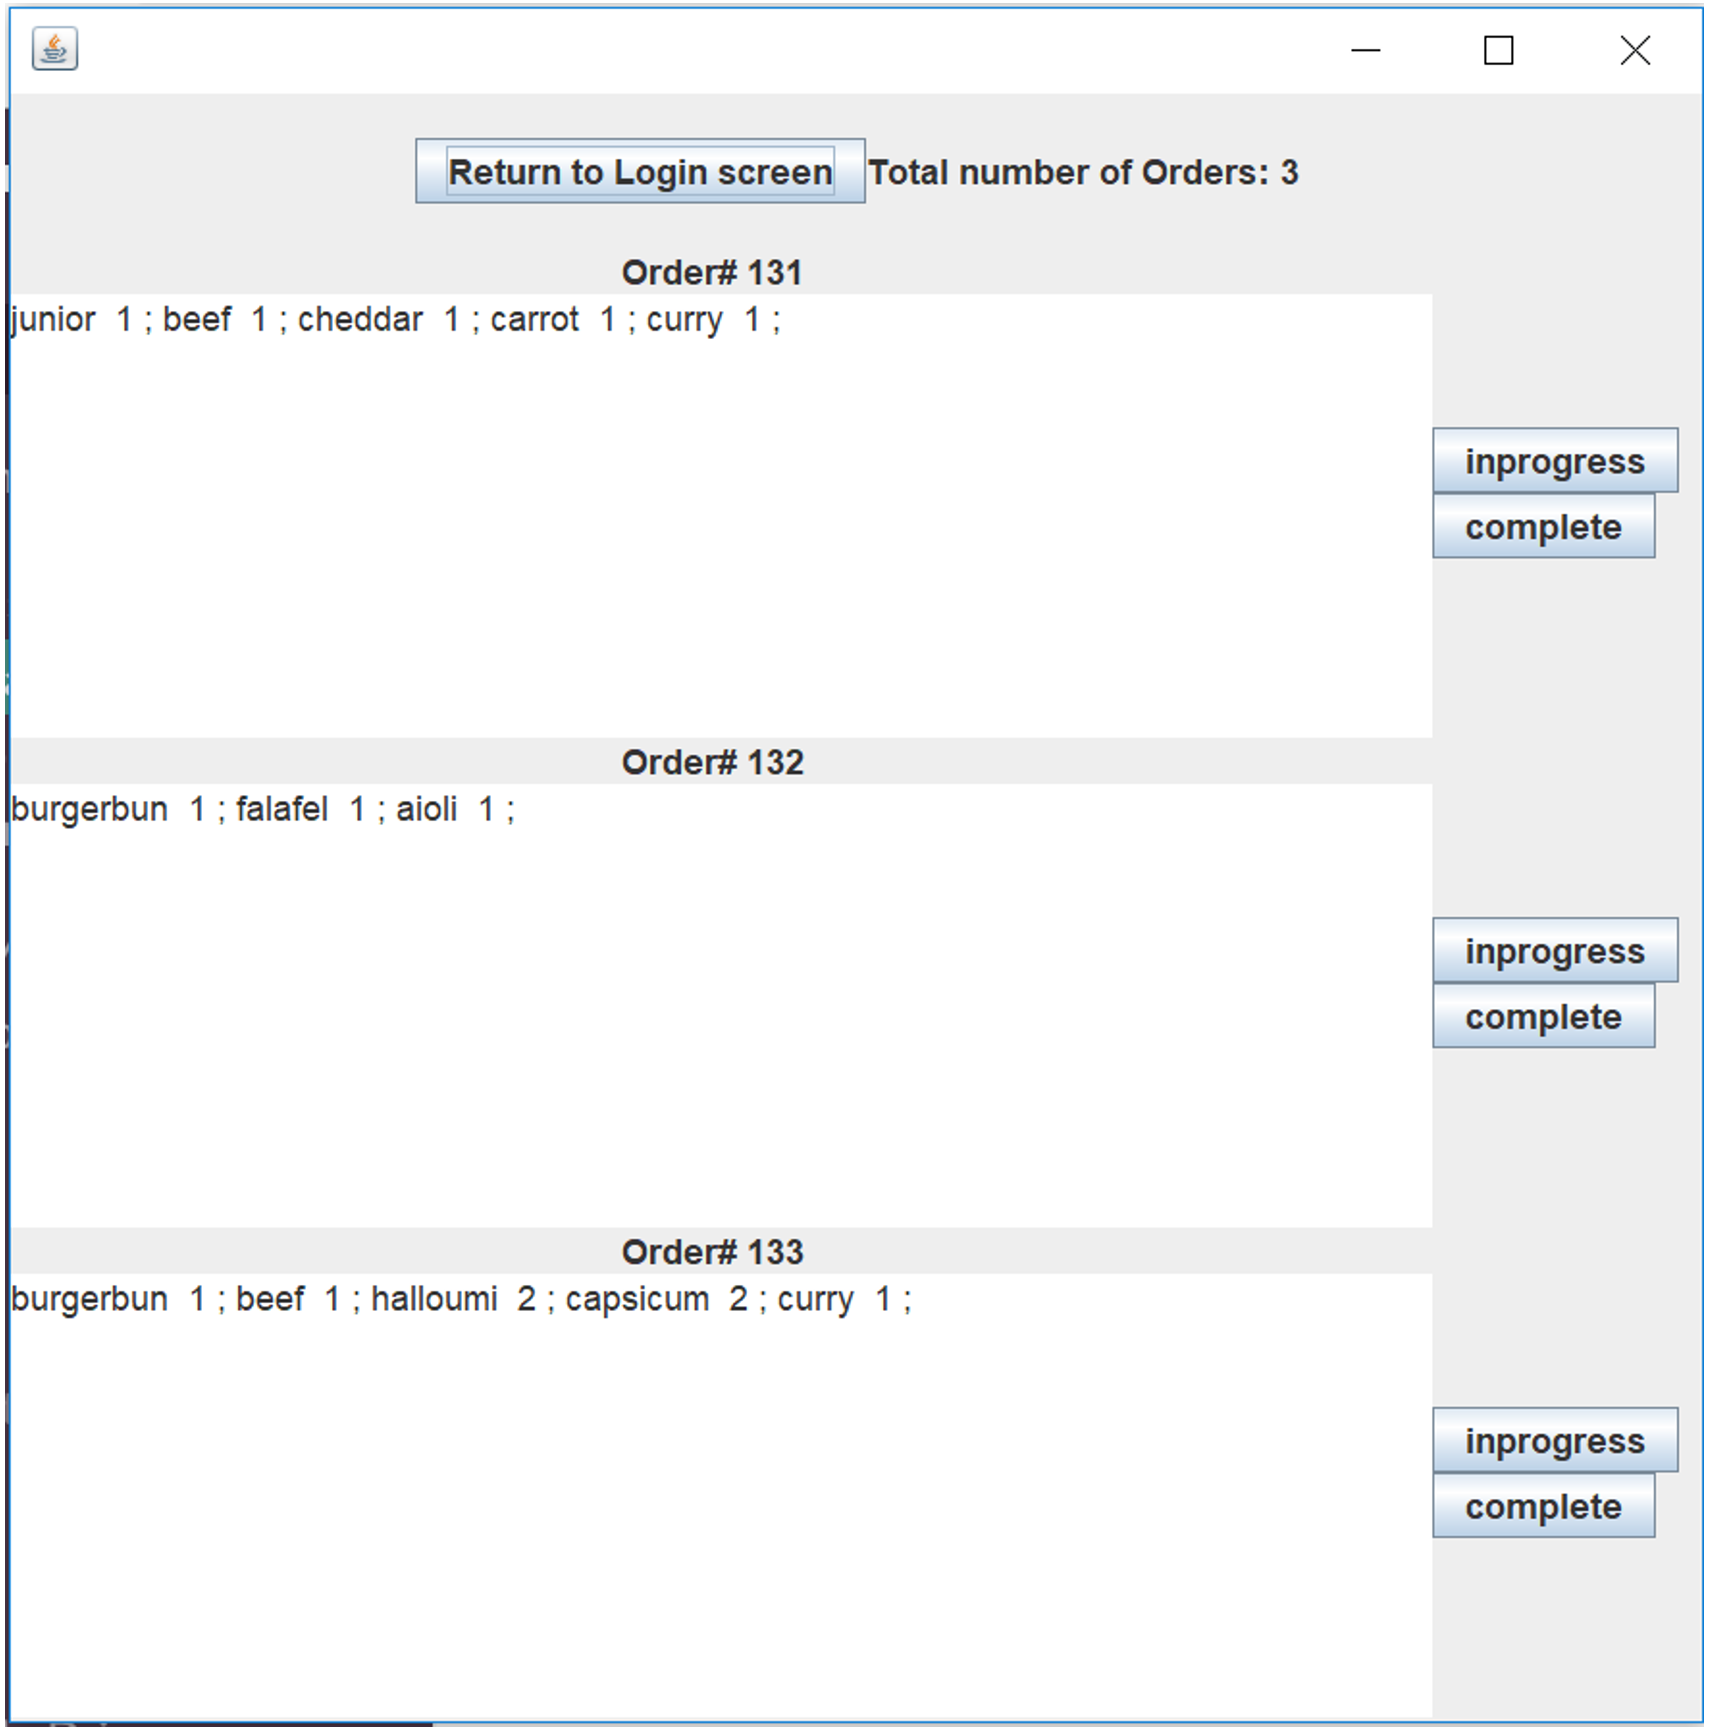 Return to Login screen Total number of Orders: 3
Order# 131
junior  1 ; beef  1 ; cheddar  1 ; carrot  1 ; curry  1 ;
inprogress
complete
Order# 132
burgerbun  1 ; falafel  1 ; aioli  1 ;
inprogress
complete
Order# 133
burgerbun  1 ; beef  1 ; halloumi  2 ; capsicum  2 ; curry  1 ;
inprogress
complete